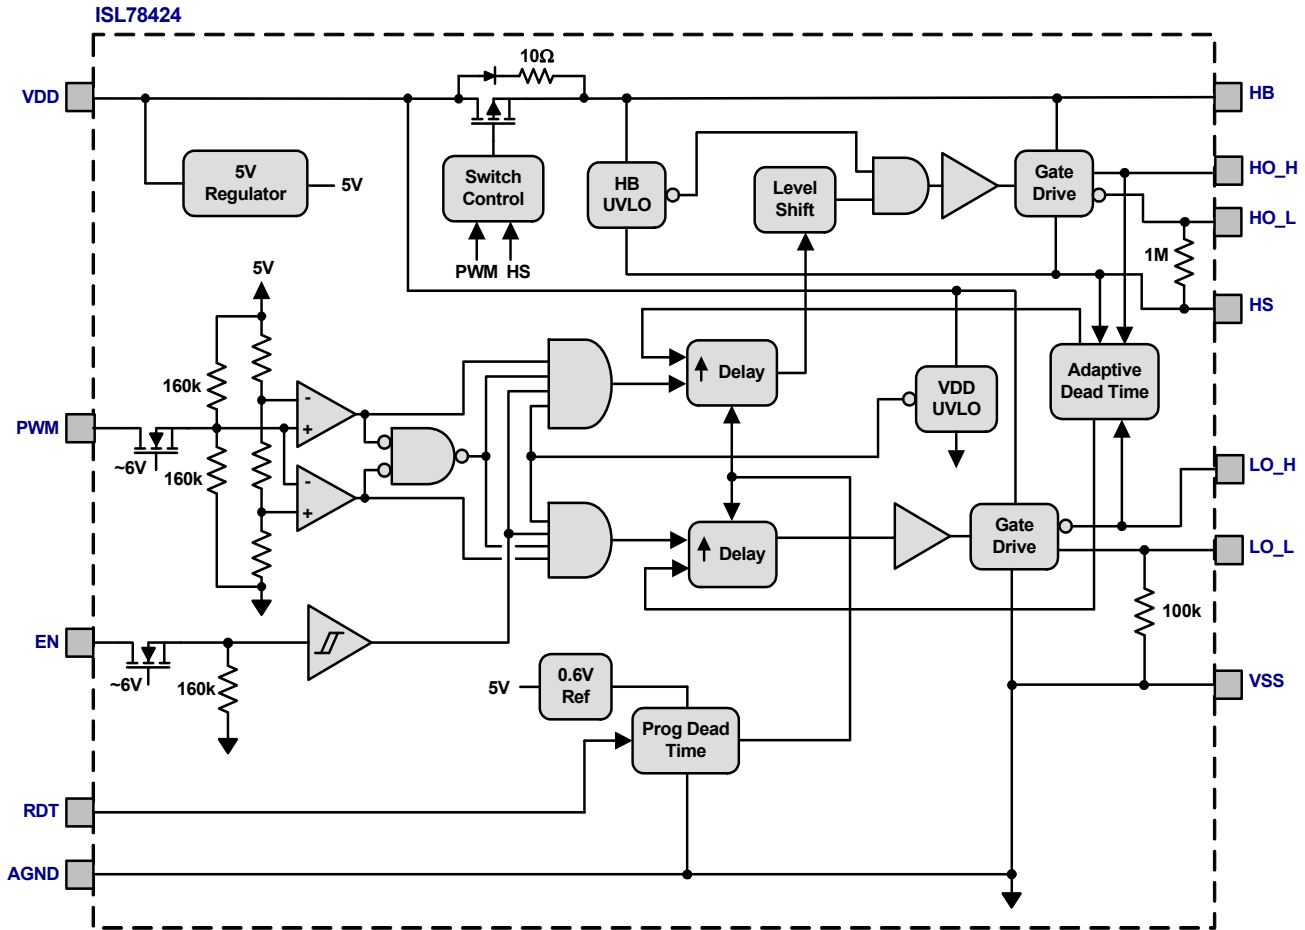 ISL78424
10Ω
VDD
HB
5V
Regulator
5V
Switch
Control
HB
UVLO
Level
Shift
Gate
Drive
HO_H
HO_L
PWM HS
1M
5V
HS
160k
Delay
VDD
UVLO
Adaptive
Dead Time
-
+
PWM
~6V
160k
-
+
LO_H
Gate
Drive
Delay
LO_L
100k
EN
~6V
160k
5V
0.6V
Ref
VSS
Prog Dead
Time
RDT
AGND